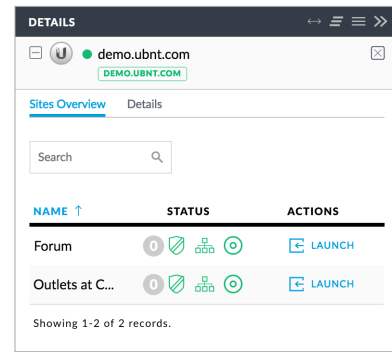 DETAILS
demo.ubnt.com
DEMO.UBNT.COM
Sites Overview Details
Search
NAME ↑ STATUS ACTIONS
Forum 0 LAUNCH
Outlets at C... 0 LAUNCH
Showing 1-2 of 2 records.